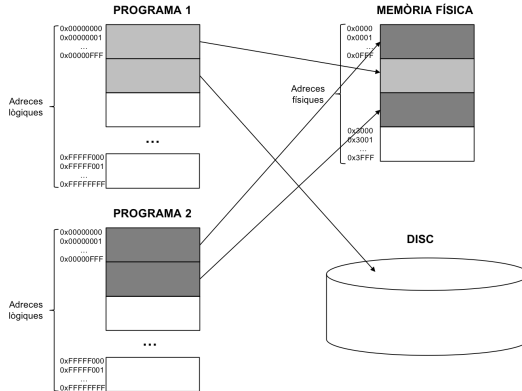 PROGRAMA 1
0x00000000
0x00000001
...
0x00000FFF
Adreces
lògiques
...
0xFFFFF000
0xFFFFF001
...
0xFFFFFFFF
MEMÒRIA FÍSICA
0x0000
0x0001
...
0x0FFF
Adreces
físiques
0x3000
0x3001
...
0x3FFF
PROGRAMA 2
0x00000000
0x00000001
...
0x00000FFF
Adreces
lògiques
...
0xFFFFF000
0xFFFFF001
...
0xFFFFFFFF
DISC